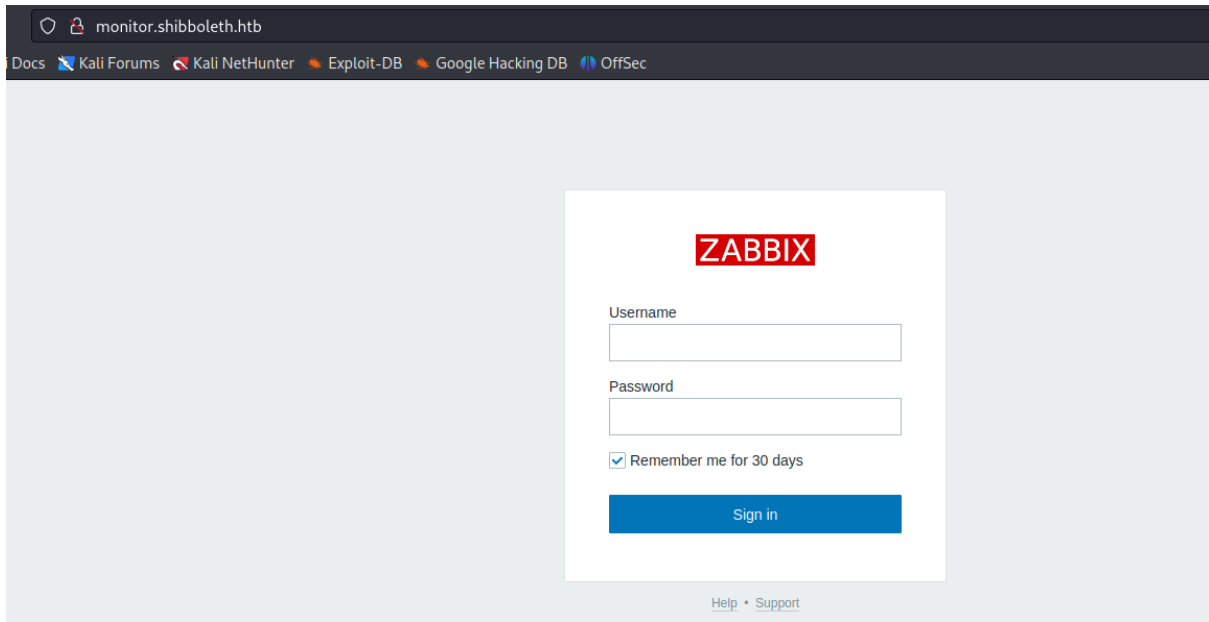 monitor.shibboleth.htb
i Docs Kali Forums Kali NetHunter Exploit-DB Google Hacking DB OffSec
ZABBIX
Username
Password
Remember me for 30 days
Sign in
Help • Support